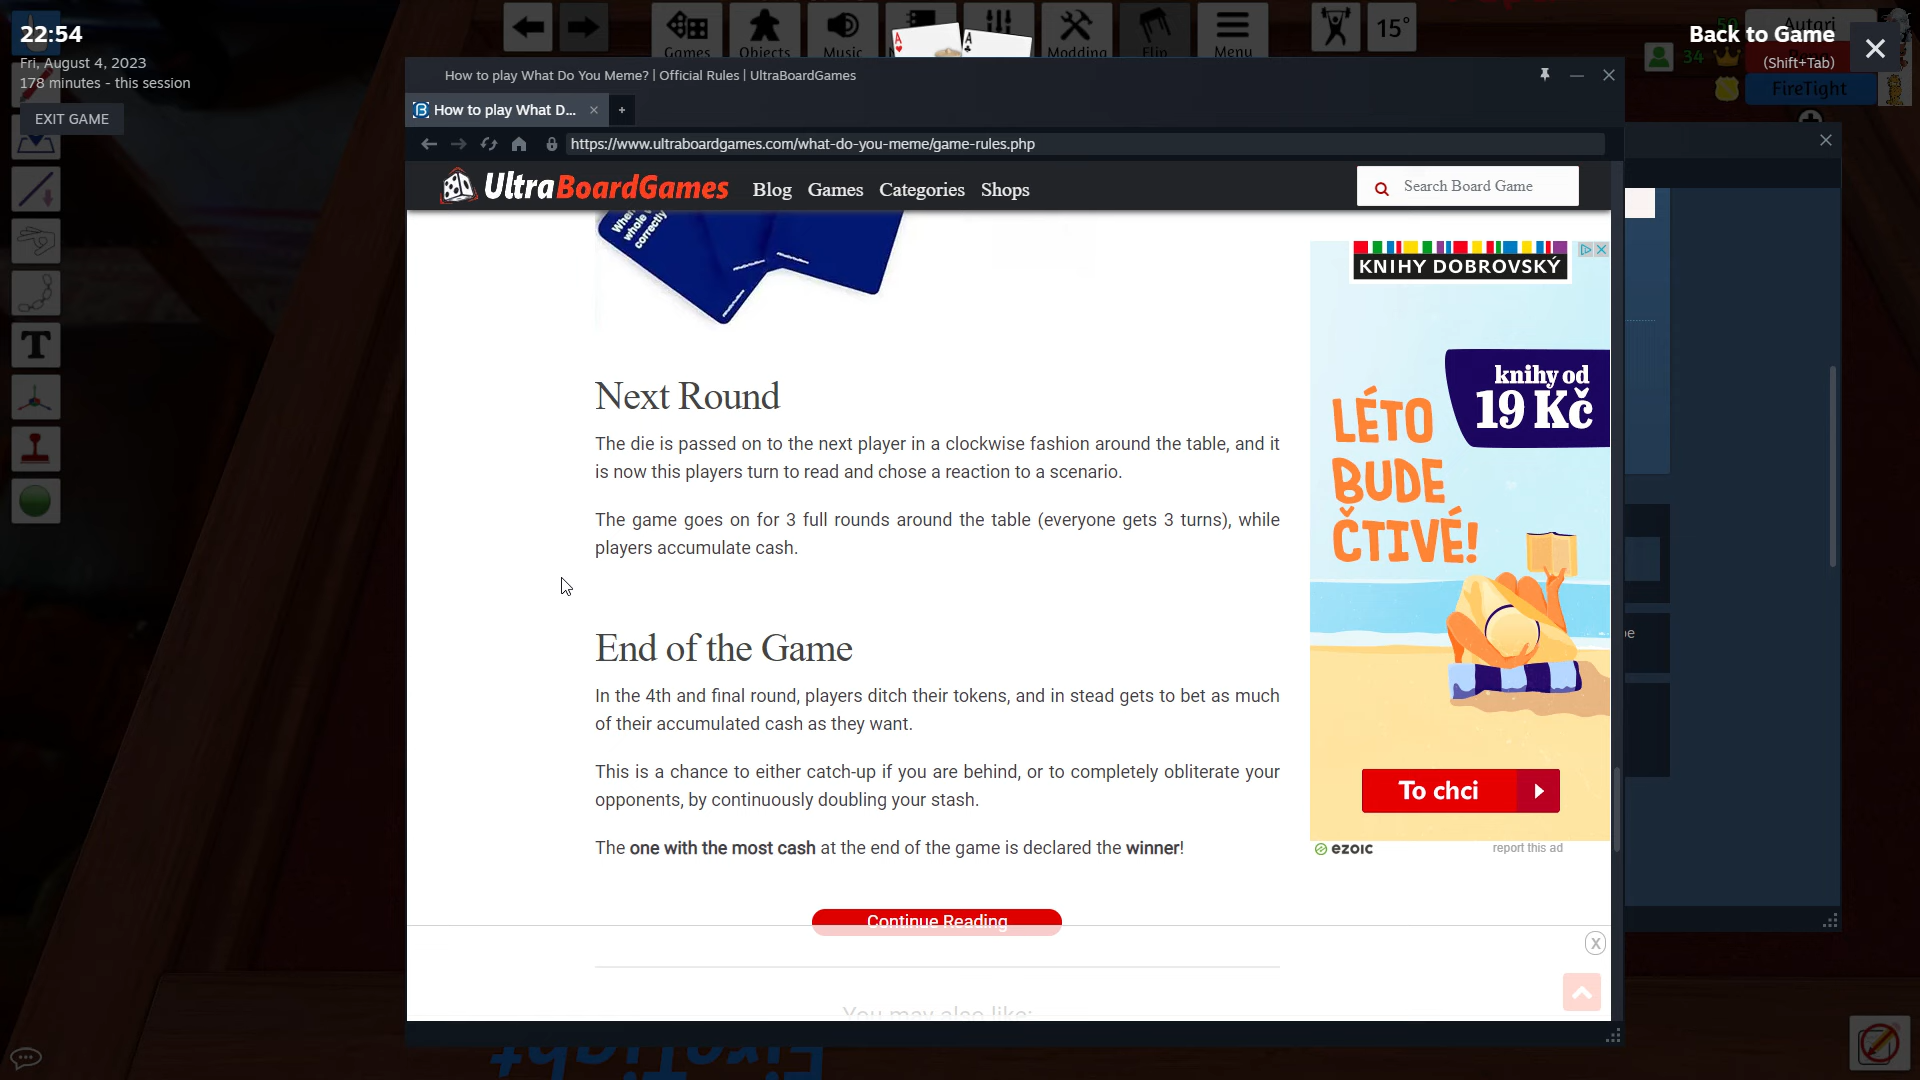 22:54
Fri, August 4, 2023
178 minutes - this session
EXIT GAME
Games
Objects
Music
Modding
Flip
Menu
15°
Back to Game
(Shift+Tab)
Autari
34
FireTight
How to play What Do You Meme? | Official Rules | UltraBoardGames
How to play What D...
https://www.ultraboardgames.com/what-do-you-meme/game-rules.php
UltraBoardGames
Blog
Games
Categories
Shops
Search Board Game
whole
correctly
Next Round
The die is passed on to the next player in a clockwise fashion around the table, and it
is now this players turn to read and chose a reaction to a scenario.
The game goes on for 3 full rounds around the table (everyone gets 3 turns), while
players accumulate cash.
End of the Game
In the 4th and final round, players ditch their tokens, and in stead gets to bet as much
of their accumulated cash as they want.
This is a chance to either catch-up if you are behind, or to completely obliterate your
opponents, by continuously doubling your stash.
The one with the most cash at the end of the game is declared the winner!
Continue Reading
You may also like:
KNIHY DOBROVSKÝ
knihy od
19 Kč
LÉTO
BUDE
ČTIVÉ!
To chci
ezoic
report this ad
X
FireTight